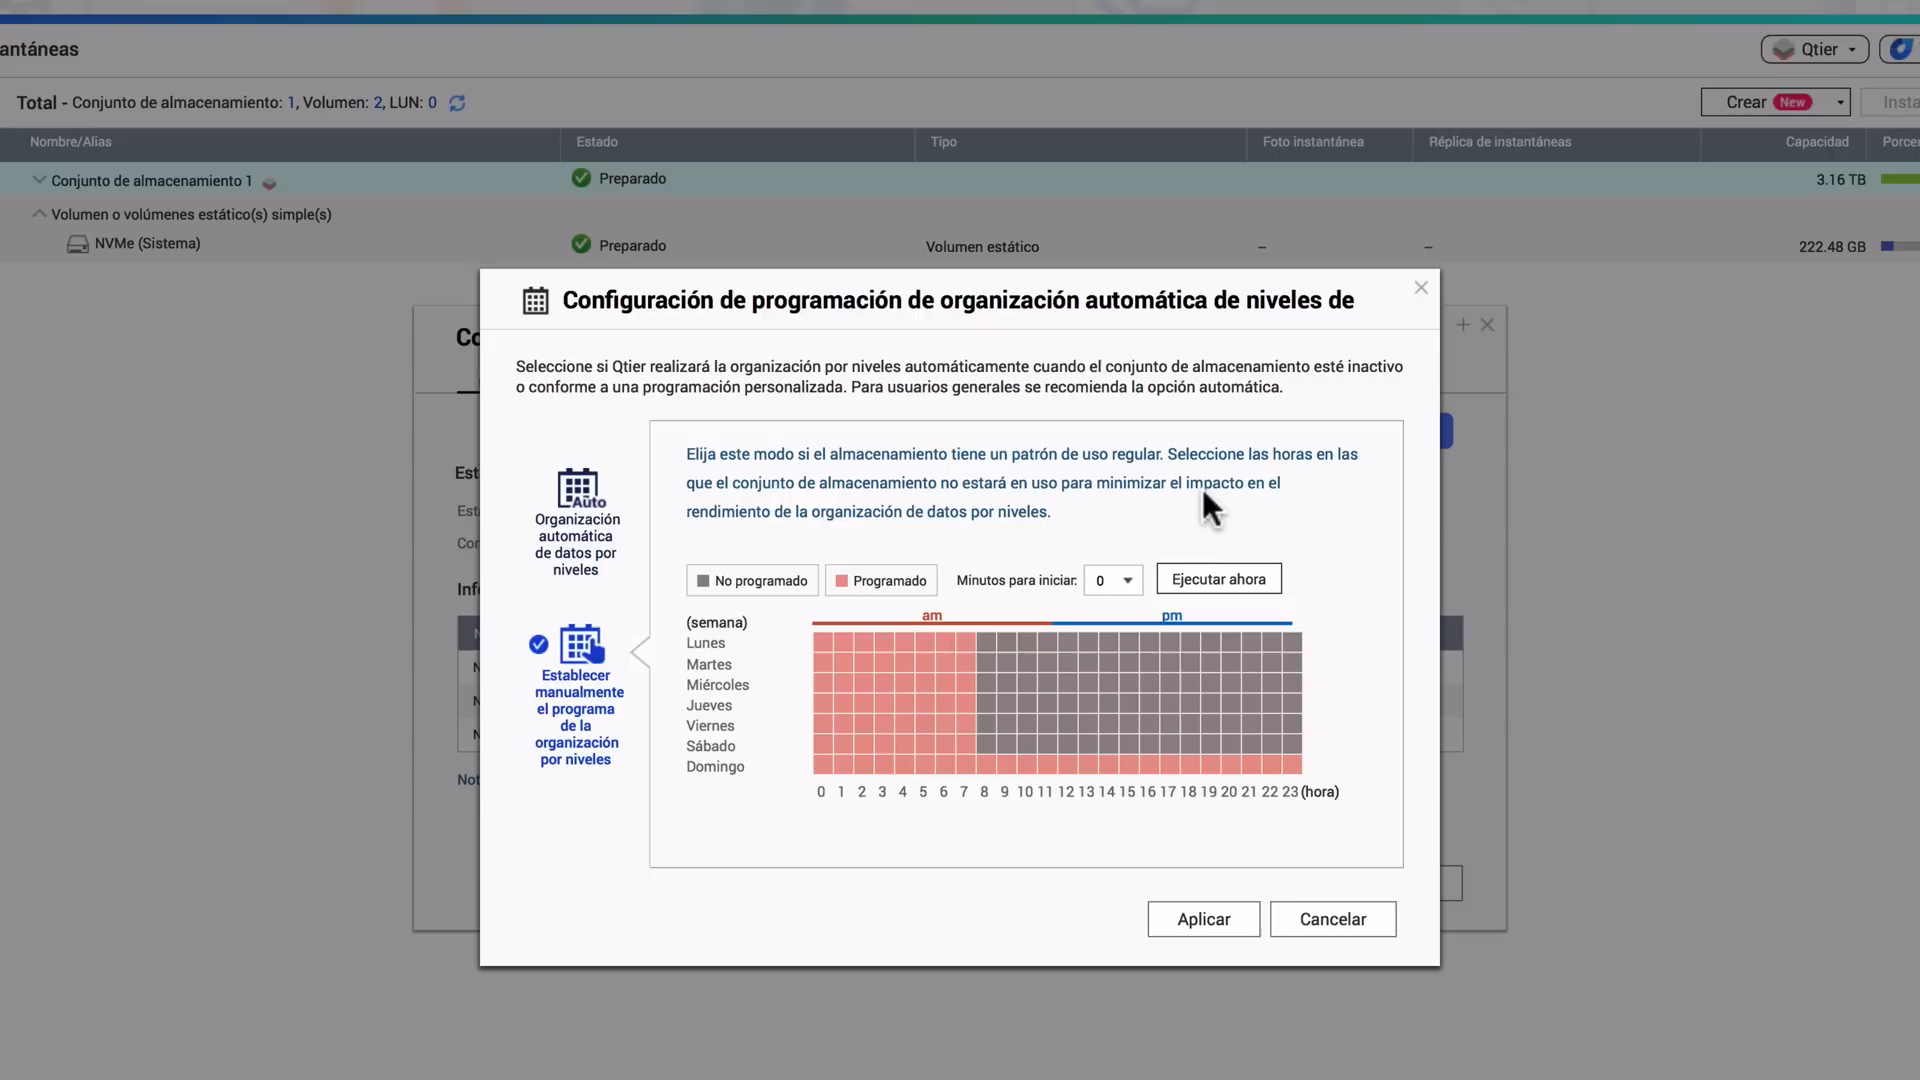 antáneas
Qtier
Total - Conjunto de almacenamiento: 1, Volumen: 2, LUN: 0
Crear New
Insta
Nombre/Alias Estado Tipo Foto instantánea Réplica de instantáneas Capacidad Porce
Conjunto de almacenamiento 1 Preparado 3.16 TB
Volumen o volúmenes estático(s) simple(s)
NVMe (Sistema) Preparado Volumen estático – – 222.48 GB
Configuración de programación de organización automática de niveles de
Co
Seleccione si Qtier realizará la organización por niveles automáticamente cuando el conjunto de almacenamiento esté inactivo
o conforme a una programación personalizada. Para usuarios generales se recomienda la opción automática.
Est
Est
Con
Inf
N
N
N
N
Not
Auto
Organización
automática
de datos por
niveles
Establecer
manualmente
el programa
de la
organización
por niveles
Elija este modo si el almacenamiento tiene un patrón de uso regular. Seleccione las horas en las
que el conjunto de almacenamiento no estará en uso para minimizar el impacto en el
rendimiento de la organización de datos por niveles.
No programado Programado Minutos para iniciar: 0 Ejecutar ahora
am pm
(semana)
Lunes
Martes
Miércoles
Jueves
Viernes
Sábado
Domingo
0 1 2 3 4 5 6 7 8 9 10 11 12 13 14 15 16 17 18 19 20 21 22 23 (hora)
Aplicar Cancelar